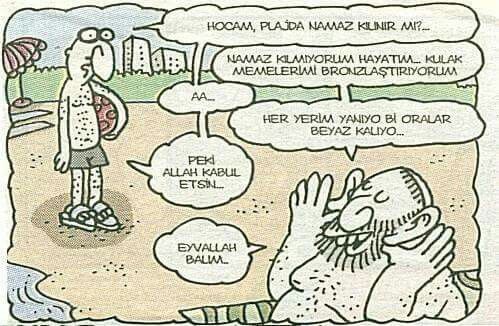 HOCAM, PLAJDA NAMAZ KILINIR MI?...
NAMAZ KILMIYORUM HAYATIM... KULAK
MEMELERİMİ BRONZLAŞTIRIYORUM
AA...
HER YERİM YANIYO Bİ ORALAR
BEYAZ KALIYO...
PEKİ
ALLAH KABUL
ETSİN...
EYVALLAH
BALIM...